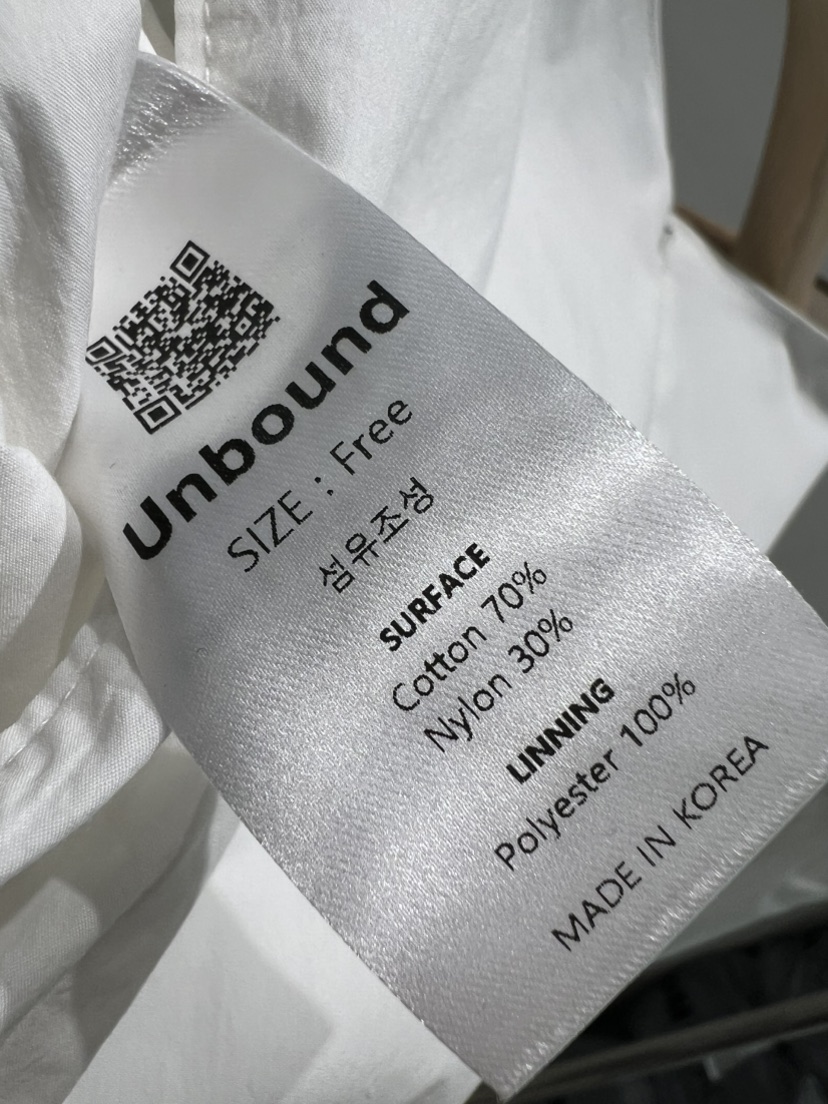 Unbound
SIZE : Free
섬유조성
SURFACE
Cotton 70%
Nylon 30%
LINNING
Polyester 100%
MADE IN KOREA